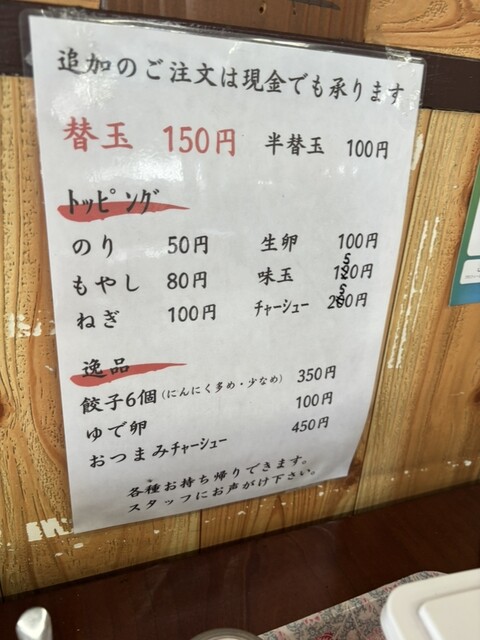 追加のご注文は現金でも承ります
替玉 150円 半替玉 100円
トッピング
のり 50円 生卵 100円
もやし 80円 味玉 150円
ねぎ 100円 チャーシュー 250円
逸品
餃子6個(にんにく多め・少なめ) 350円
ゆで卵 100円
おつまみチャーシュー 450円
各種お持ち帰りできます。
スタッフにお声がけ下さい。